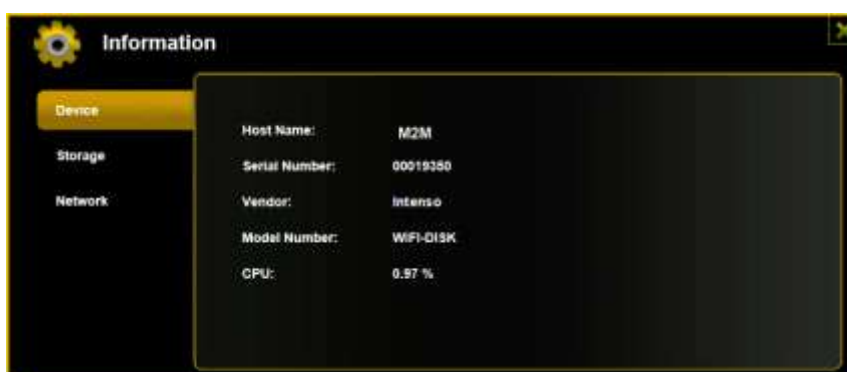 Information
Device
Storage
Network
Host Name: M2M
Serial Number: 00019350
Vendor: Intenso
Model Number: WIFI-DISK
CPU: 0.97 %